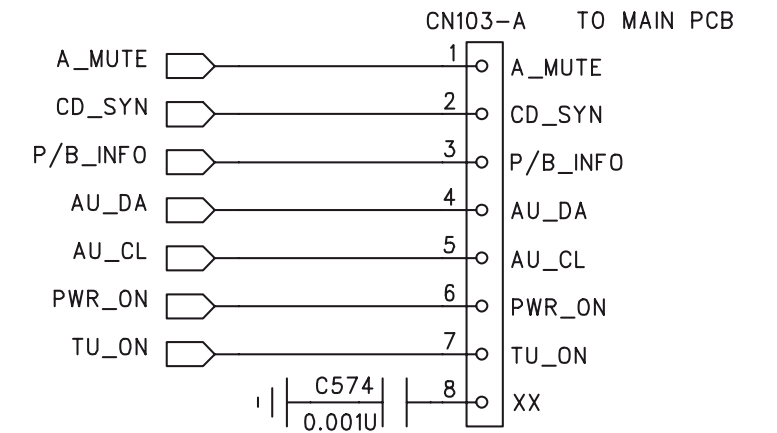 CN103-A TO MAIN PCB
A_MUTE 1 A_MUTE
CD_SYN 2 CD_SYN
P/B_INFO 3 P/B_INFO
AU_DA 4 AU_DA
AU_CL 5 AU_CL
PWR_ON 6 PWR_ON
TU_ON 7 TU_ON
C574 8 XX
0.001U